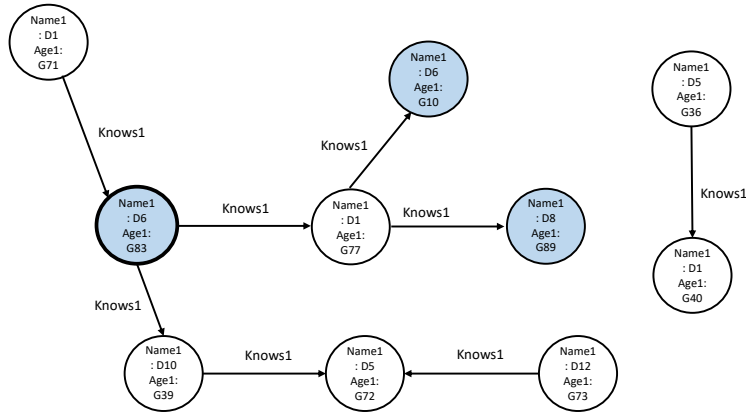 Name1
: D1
Age1:
G71
Name1
: D6
Age1:
G10
Name1
: D5
Age1:
G36
Knows1
Knows1
Knows1
Name1
: D6
Age1:
G83
Knows1
Name1
: D1
Age1:
G77
Knows1
Name1
: D8
Age1:
G89
Name1
: D1
Age1:
G40
Knows1
Name1
: D10
Age1:
G39
Knows1
Name1
: D5
Age1:
G72
Knows1
Name1
: D12
Age1:
G73